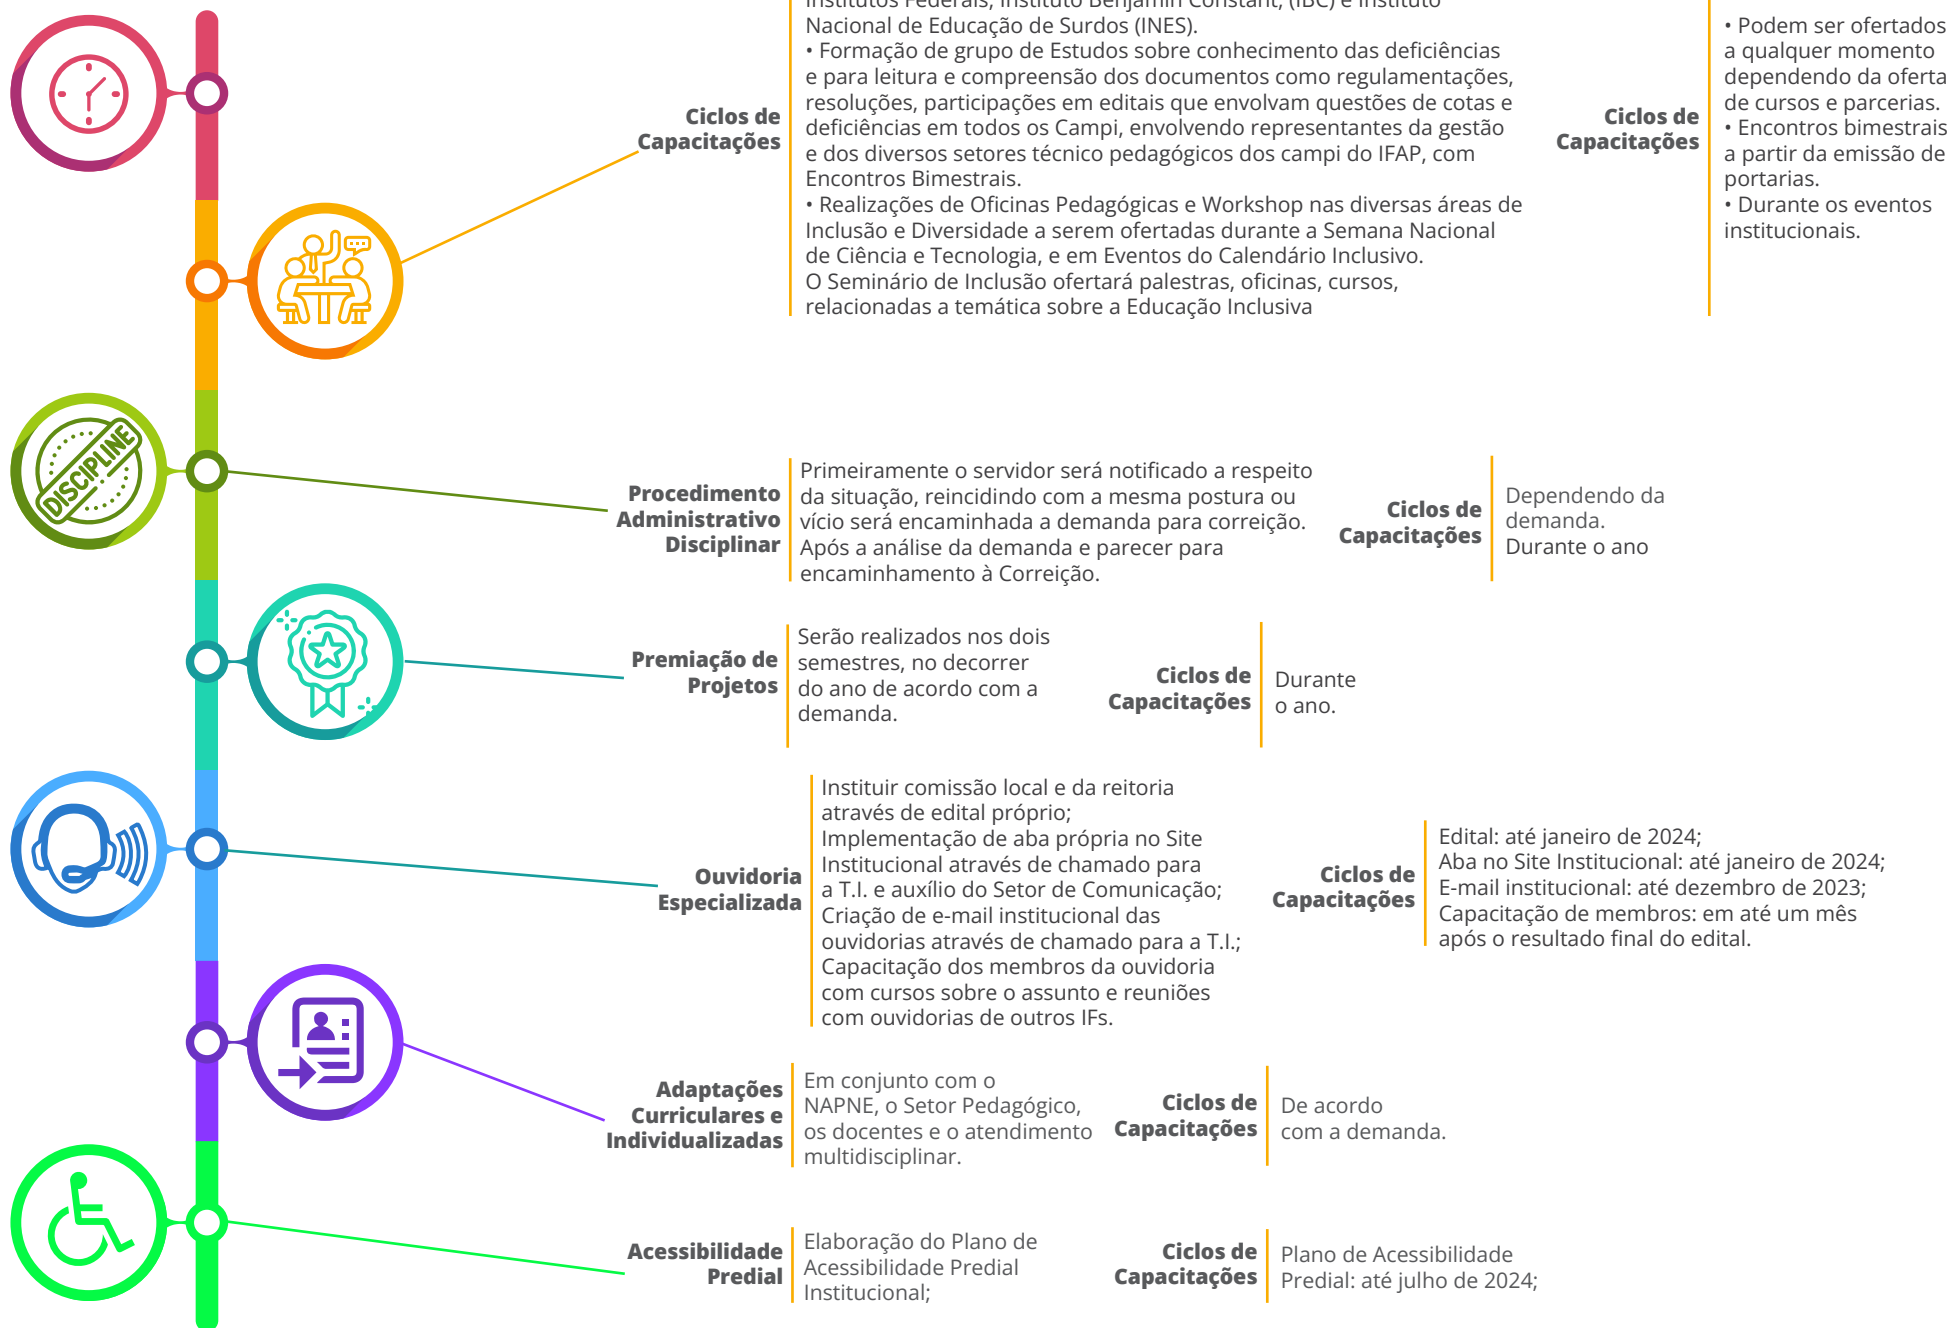 Institutos Federais, Instituto Benjamin Constant, (IBC) e Instituto
Nacional de Educação de Surdos (INES).
• Formação de grupo de Estudos sobre conhecimento das deficiências
e para leitura e compreensão dos documentos como regulamentações,
resoluções, participações em editais que envolvam questões de cotas e
deficiências em todos os Campi, envolvendo representantes da gestão
e dos diversos setores técnico pedagógicos dos campi do IFAP, com
Encontros Bimestrais.
• Realizações de Oficinas Pedagógicas e Workshop nas diversas áreas de
Inclusão e Diversidade a serem ofertadas durante a Semana Nacional
de Ciência e Tecnologia, e em Eventos do Calendário Inclusivo.
O Seminário de Inclusão ofertará palestras, oficinas, cursos,
relacionadas a temática sobre a Educação Inclusiva
Ciclos de
Capacitações
Ciclos de
Capacitações
• Podem ser ofertados
a qualquer momento
dependendo da oferta
de cursos e parcerias.
• Encontros bimestrais
a partir da emissão de
portarias.
• Durante os eventos
institucionais.
DISCIPLINE
Procedimento
Administrativo
Disciplinar
Primeiramente o servidor será notificado a respeito
da situação, reincidindo com a mesma postura ou
vício será encaminhada a demanda para correição.
Após a análise da demanda e parecer para
encaminhamento à Correição.
Ciclos de
Capacitações
Dependendo da
demanda.
Durante o ano
Premiação de
Projetos
Serão realizados nos dois
semestres, no decorrer
do ano de acordo com a
demanda.
Ciclos de
Capacitações
Durante
o ano.
Ouvidoria
Especializada
Instituir comissão local e da reitoria
através de edital próprio;
Implementação de aba própria no Site
Institucional através de chamado para
a T.I. e auxílio do Setor de Comunicação;
Criação de e-mail institucional das
ouvidorias através de chamado para a T.I.;
Capacitação dos membros da ouvidoria
com cursos sobre o assunto e reuniões
com ouvidorias de outros IFs.
Ciclos de
Capacitações
Edital: até janeiro de 2024;
Aba no Site Institucional: até janeiro de 2024;
E-mail institucional: até dezembro de 2023;
Capacitação de membros: em até um mês
após o resultado final do edital.
Adaptações
Curriculares e
Individualizadas
Em conjunto com o
NAPNE, o Setor Pedagógico,
os docentes e o atendimento
multidisciplinar.
Ciclos de
Capacitações
De acordo
com a demanda.
Acessibilidade
Predial
Elaboração do Plano de
Acessibilidade Predial
Institucional;
Ciclos de
Capacitações
Plano de Acessibilidade
Predial: até julho de 2024;